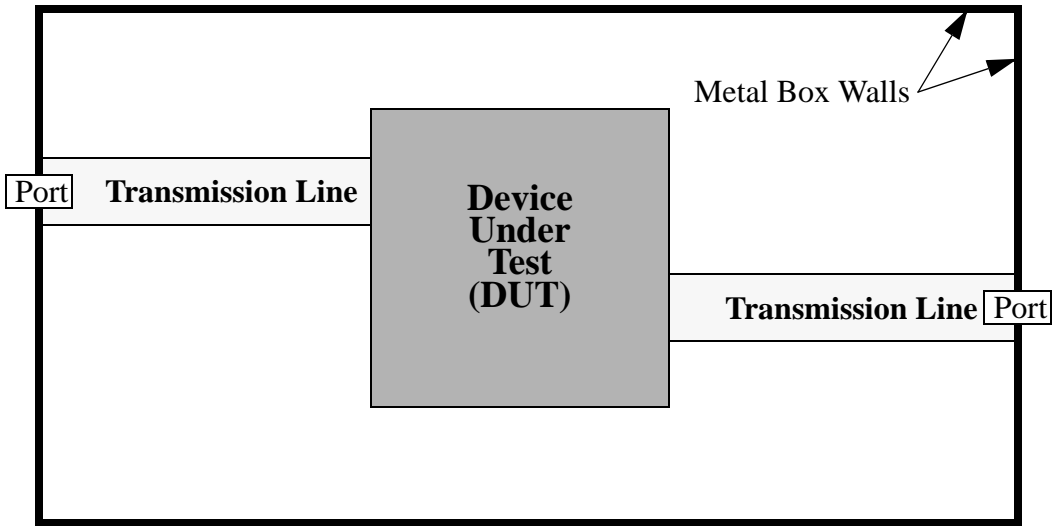 Metal Box Walls
Port
Transmission Line
Device
Under
Test
(DUT)
Transmission Line
Port